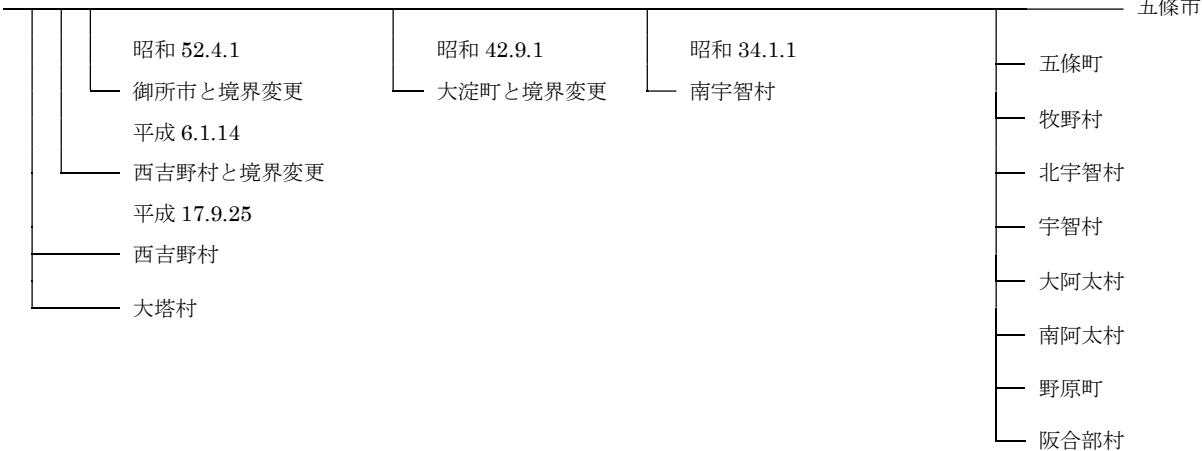 五條市
昭和 52.4.1
御所市と境界変更
平成 6.1.14
西吉野村と境界変更
平成 17.9.25
西吉野村
大塔村
昭和 42.9.1
大淀町と境界変更
昭和 34.1.1
南宇智村
五條町
牧野村
北宇智村
宇智村
大阿太村
南阿太村
野原町
阪合部村